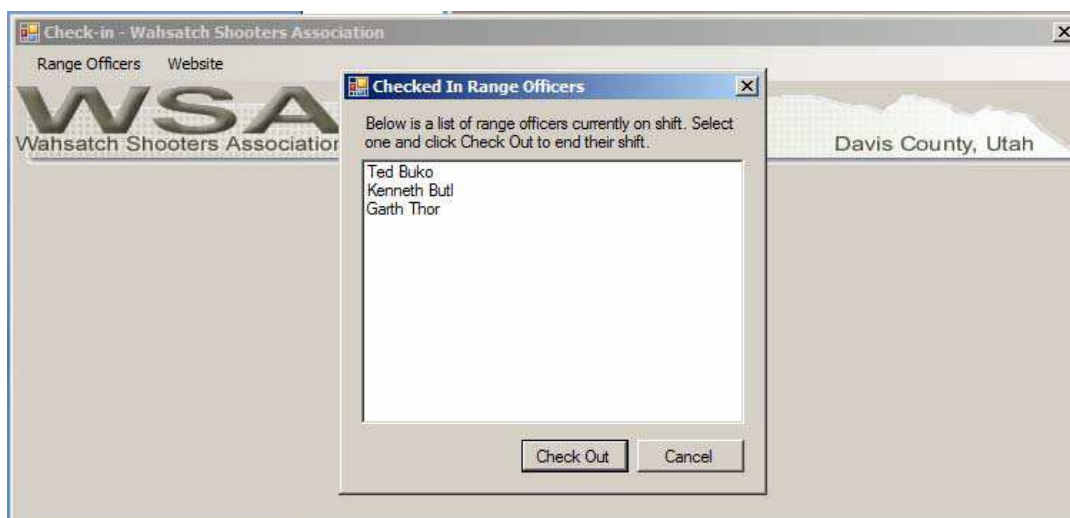 Check-in - Wahsatch Shooters Association
Range Officers Website
WSA
Wahsatch Shooters Association
Davis County, Utah
Checked In Range Officers
Below is a list of range officers currently on shift. Select
one and click Check Out to end their shift.
Ted Buko
Kenneth Butl
Garth Thor
Check Out Cancel